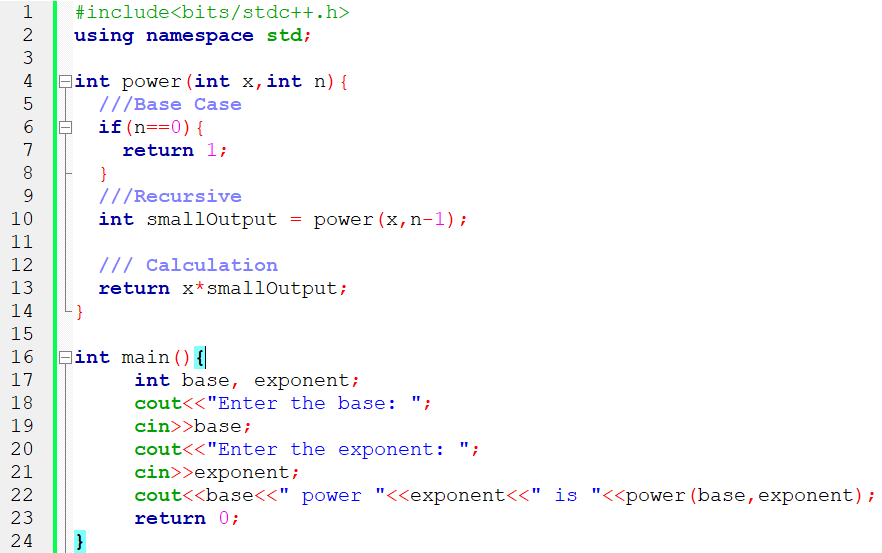 1 #include<bits/stdc++.h>
2 using namespace std;
3
4 int power(int x,int n){
5   ///Base Case
6   if(n==0){
7     return 1;
8   }
9   ///Recursive
10   int smallOutput = power(x,n-1);
11
12   /// Calculation
13   return x*smallOutput;
14 }
15
16 int main(){
17      int base, exponent;
18      cout<<"Enter the base: ";
19      cin>>base;
20      cout<<"Enter the exponent: ";
21      cin>>exponent;
22      cout<<base<<" power "<<exponent<<" is "<<power(base,exponent);
23      return 0;
24 }